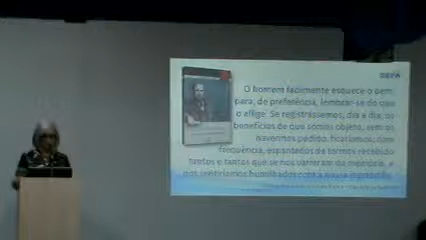 O homem facilmente esquece o bem
para, de preferência, lembrar-se do que
o aflige. Se registrássemos, dia a dia, os
benefícios de que somos objeto, sem os
havermos pedido, ficaríamos, com
frequência, espantados de termos recebido
tantos e tantos que se nos varreram da memória, e
nos sentiríamos humilhados com a nossa ingratidão.